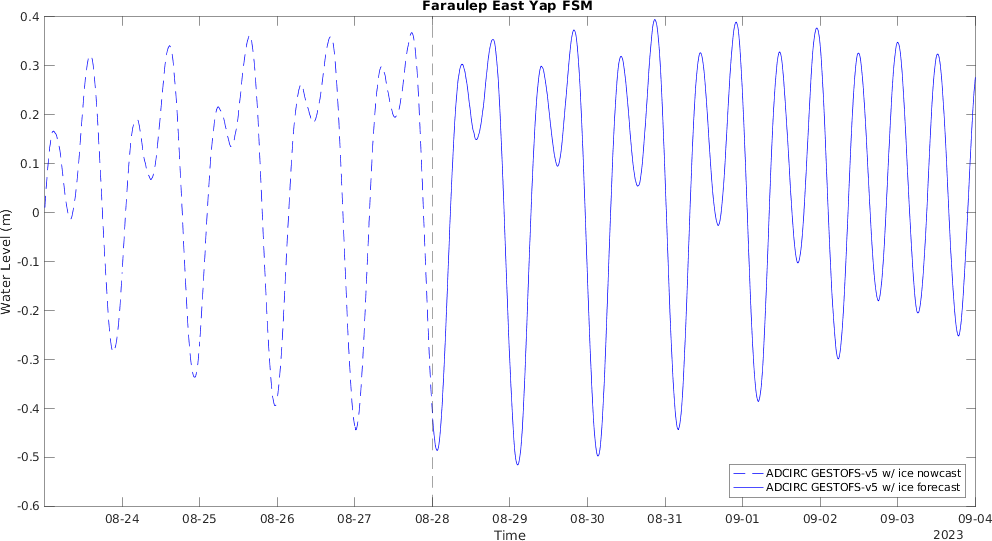 Faraulep East Yap FSM
0.4
0.3
0.2
0.1
0
-0.1
-0.2
-0.3
-0.4
-0.5
-0.6
Water Level (m)
ADCIRC GESTOFS-v5 w/ ice nowcast
ADCIRC GESTOFS-v5 w/ ice forecast
08-24 08-25 08-26 08-27 08-28 08-29 08-30 08-31 09-01 09-02 09-03 09-04
Time
2023